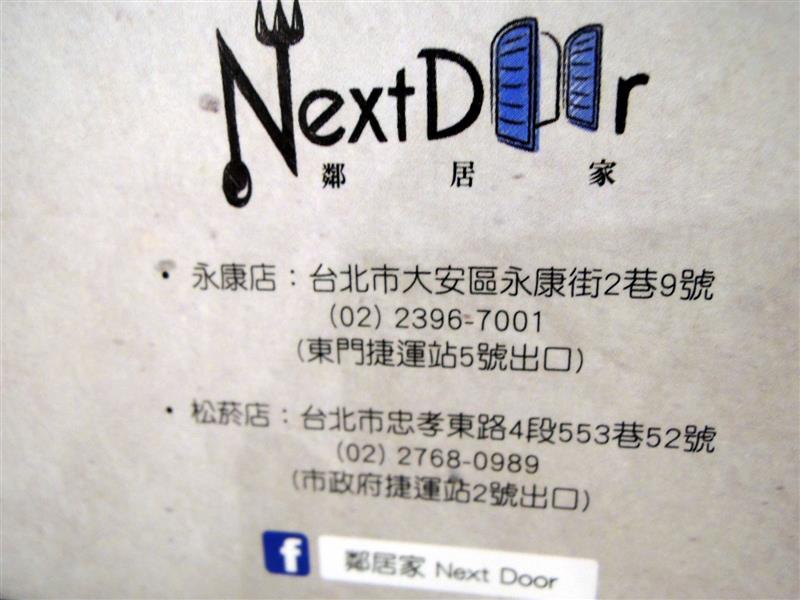 NextDoor
鄰居家
• 永康店：台北市大安區永康街2巷9號
(02) 2396-7001
(東門捷運站5號出口)
• 松菸店：台北市忠孝東路4段553巷52號
(02) 2768-0989
(市政府捷運站2號出口)
f 鄰居家 Next Door